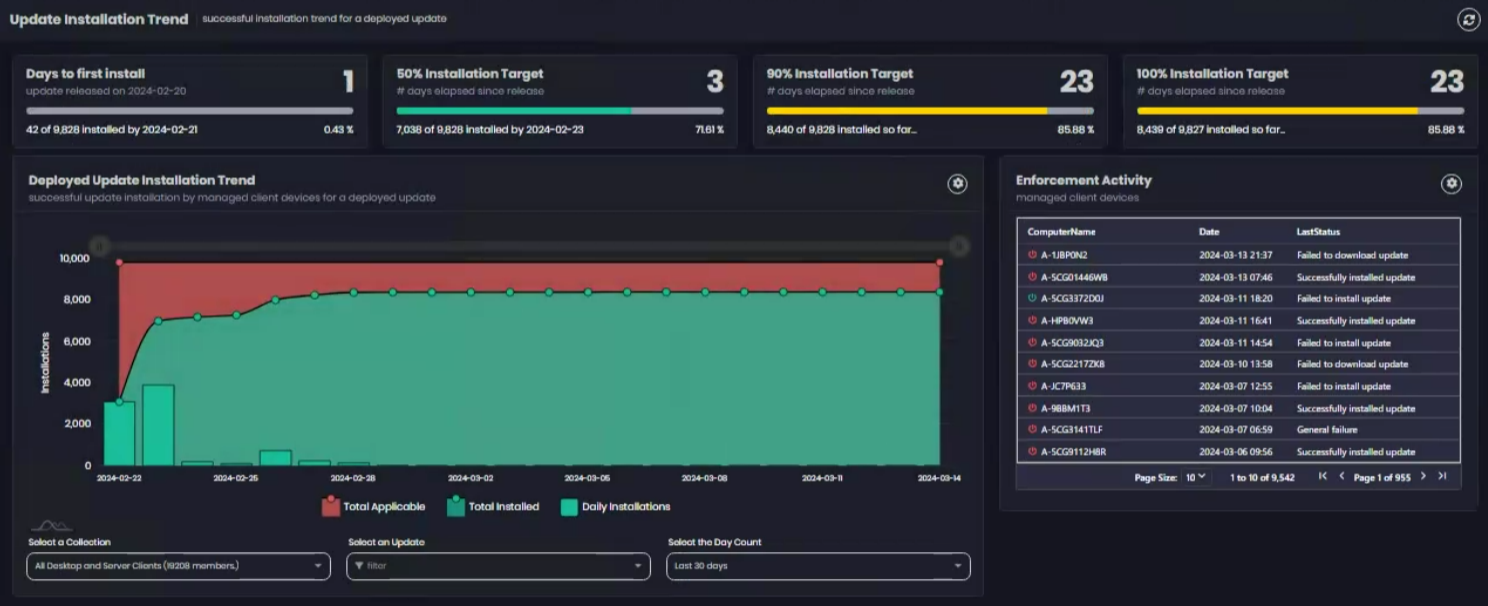 Update Installation Trend successful installation trend for a deployed update
Days to first install 1
update released on 2024-02-20
42 of 9,828 installed by 2024-02-21 0.43 %
50% Installation Target 3
# days elapsed since release
7,038 of 9,828 installed by 2024-02-23 71.61 %
90% Installation Target 23
# days elapsed since release
8,440 of 9,828 installed so far... 85.88 %
100% Installation Target 23
# days elapsed since release
8,439 of 9,827 installed so far... 85.88 %
Deployed Update Installation Trend
successful update installation by managed client devices for a deployed update
Installations
10,000
8,000
6,000
4,000
2,000
0
2024-02-22 2024-02-25 2024-02-28 2024-03-02 2024-03-05 2024-03-08 2024-03-11 2024-03-14
Total Applicable Total Installed Daily Installations
Select a Collection Select an Update Select the Day Count
All Desktop and Server Clients (19208 members.) filter Last 30 days
Enforcement Activity
managed client devices
ComputerName Date LastStatus
A-1JBP0N2 2024-03-13 21:37 Failed to download update
A-5CG01446WB 2024-03-13 07:46 Successfully installed update
A-5CG3372D0J 2024-03-11 18:20 Failed to install update
A-HPB0VW3 2024-03-11 16:41 Successfully installed update
A-5CG9032JQ3 2024-03-11 14:54 Failed to install update
A-5CG2217ZKB 2024-03-10 13:58 Failed to download update
A-JC7P633 2024-03-07 12:55 Failed to install update
A-9BBM1T3 2024-03-07 10:04 Successfully installed update
A-5CG3141TLF 2024-03-07 06:59 General failure
A-5CG9112H8R 2024-03-06 09:56 Successfully installed update
Page Size: 10 1 to 10 of 9,542 Page 1 of 955